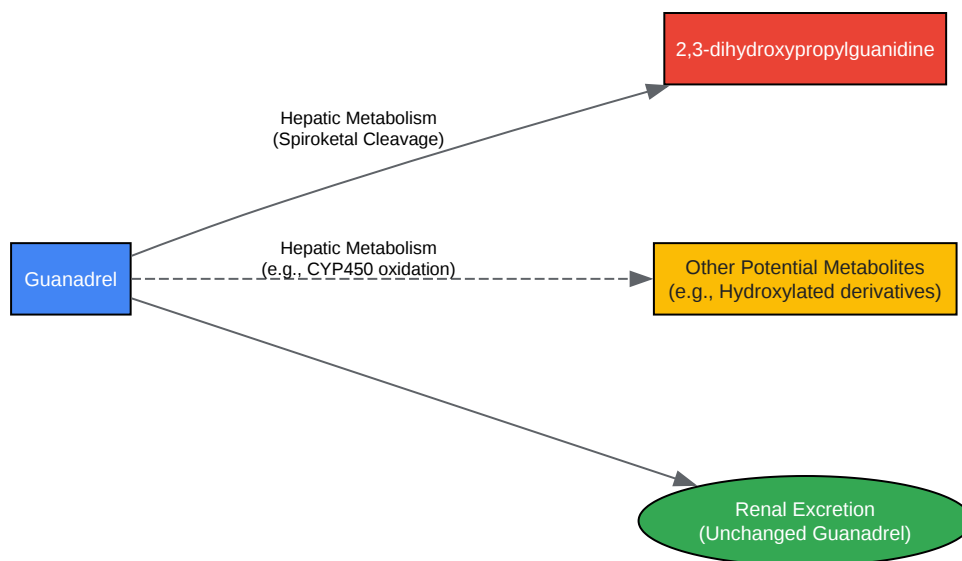 2,3-dihydroxypropylguanidine
Hepatic Metabolism
(Spiroketal Cleavage)
Guanadrel
Hepatic Metabolism
(e.g., CYP450 oxidation)
Other Potential Metabolites
(e.g., Hydroxylated derivatives)
Renal Excretion
(Unchanged Guanadrel)